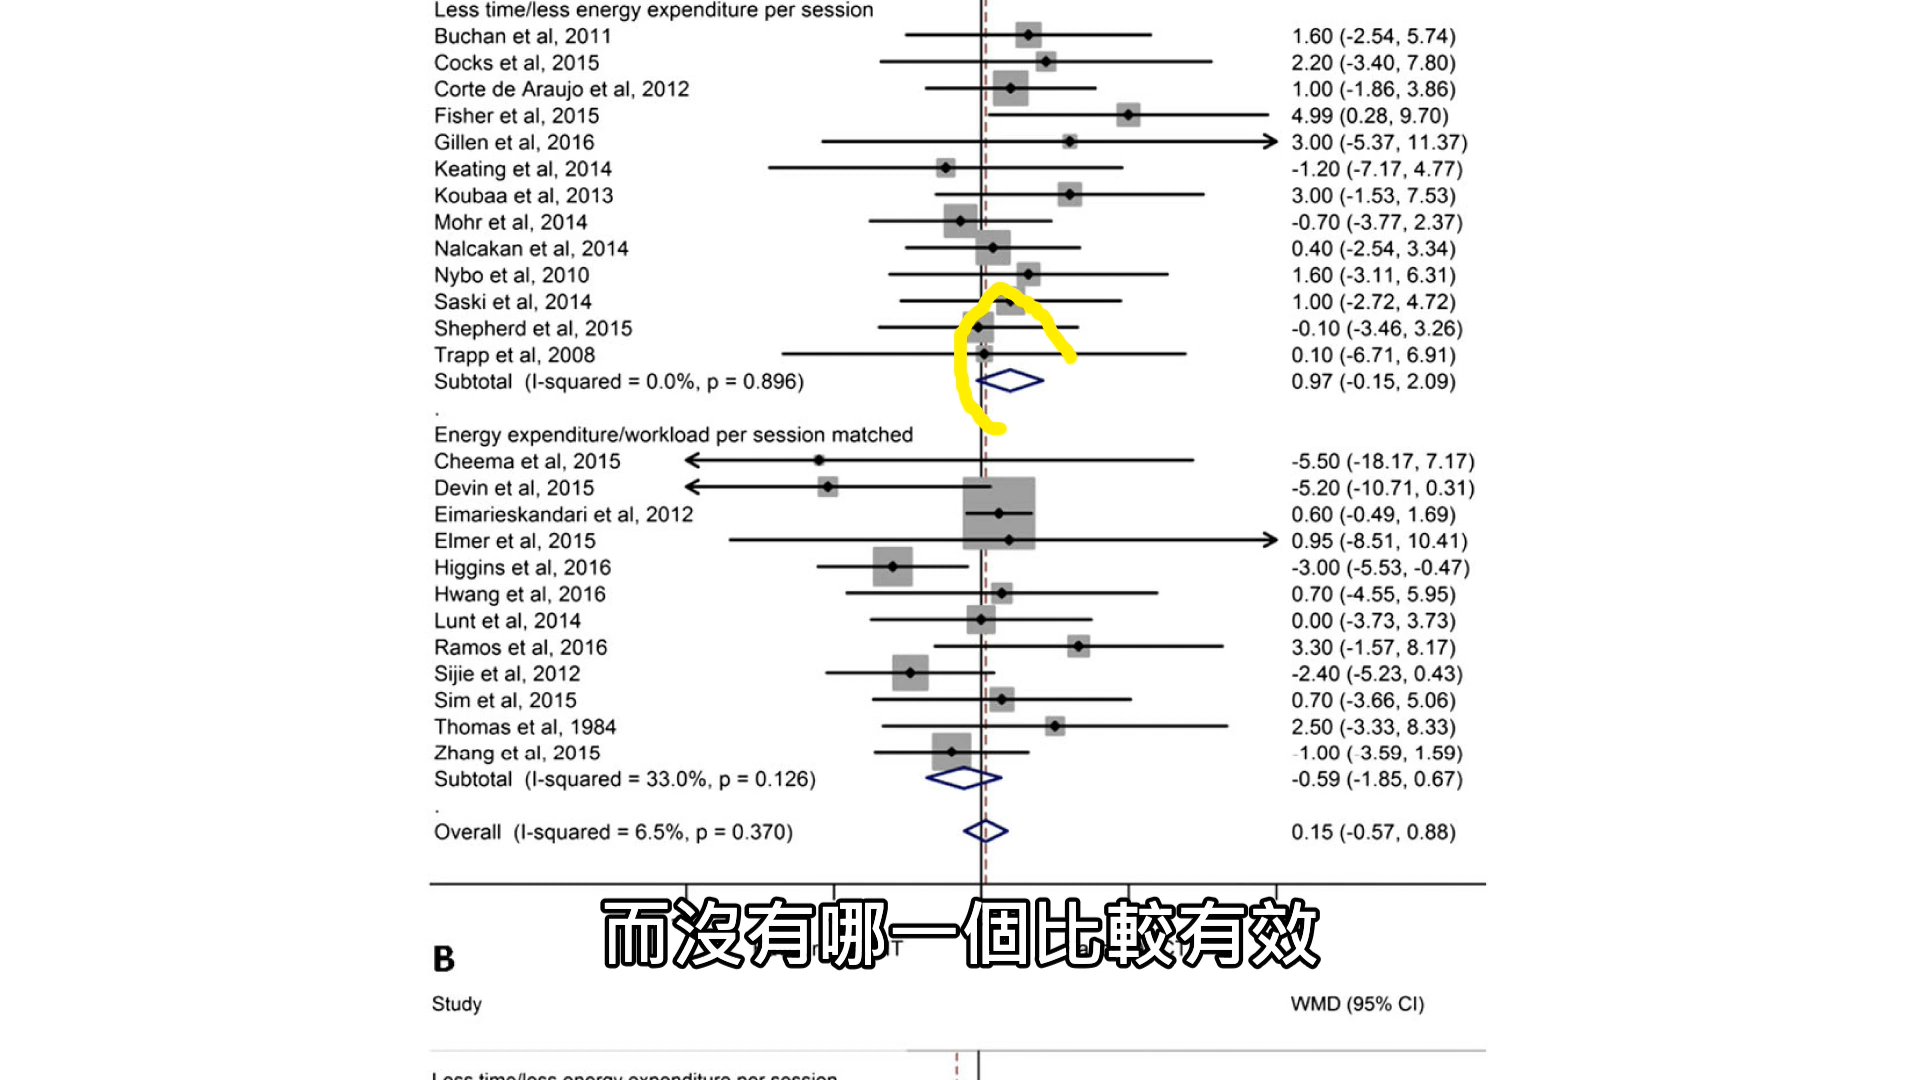 Less time/less energy expenditure per session
Buchan et al, 2011 1.60 (-2.54, 5.74)
Cocks et al, 2015 2.20 (-3.40, 7.80)
Corte de Araujo et al, 2012 1.00 (-1.86, 3.86)
Fisher et al, 2015 4.99 (0.28, 9.70)
Gillen et al, 2016 3.00 (-5.37, 11.37)
Keating et al, 2014 -1.20 (-7.17, 4.77)
Koubaa et al, 2013 3.00 (-1.53, 7.53)
Mohr et al, 2014 -0.70 (-3.77, 2.37)
Nalcakan et al, 2014 0.40 (-2.54, 3.34)
Nybo et al, 2010 1.60 (-3.11, 6.31)
Saski et al, 2014 1.00 (-2.72, 4.72)
Shepherd et al, 2015 -0.10 (-3.46, 3.26)
Trapp et al, 2008 0.10 (-6.71, 6.91)
Subtotal (I-squared = 0.0%, p = 0.896) 0.97 (-0.15, 2.09)
.
Energy expenditure/workload per session matched
Cheema et al, 2015 -5.50 (-18.17, 7.17)
Devin et al, 2015 -5.20 (-10.71, 0.31)
Eimarieskandari et al, 2012 0.60 (-0.49, 1.69)
Elmer et al, 2015 0.95 (-8.51, 10.41)
Higgins et al, 2016 -3.00 (-5.53, -0.47)
Hwang et al, 2016 0.70 (-4.55, 5.95)
Lunt et al, 2014 0.00 (-3.73, 3.73)
Ramos et al, 2016 3.30 (-1.57, 8.17)
Sijie et al, 2012 -2.40 (-5.23, 0.43)
Sim et al, 2015 0.70 (-3.66, 5.06)
Thomas et al, 1984 2.50 (-3.33, 8.33)
Zhang et al, 2015 -1.00 (-3.59, 1.59)
Subtotal (I-squared = 33.0%, p = 0.126) -0.59 (-1.85, 0.67)
.
Overall (I-squared = 6.5%, p = 0.370) 0.15 (-0.57, 0.88)
而沒有哪一個比較有效
B
Study WMD (95% CI)
Less time/less energy expenditure per session